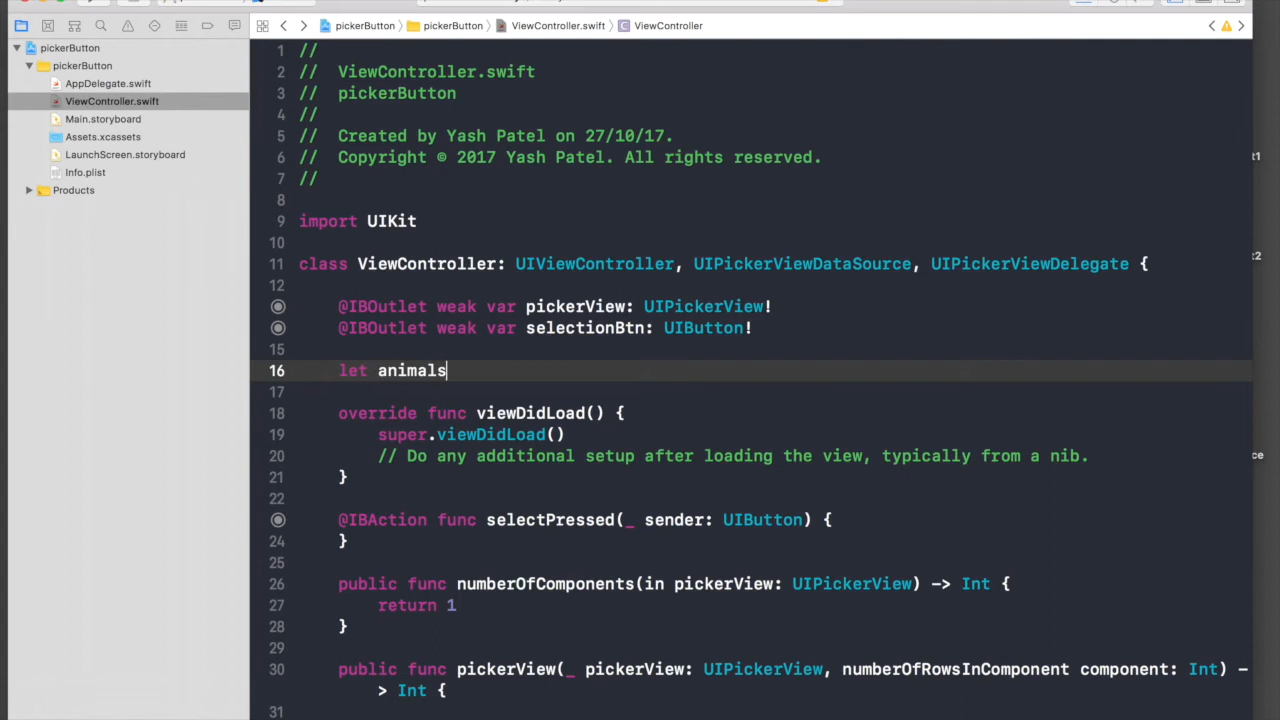 pickerButton
pickerButton
ViewController.swift
ViewController
pickerButton
pickerButton
AppDelegate.swift
ViewController.swift
Main.storyboard
Assets.xcassets
LaunchScreen.storyboard
Info.plist
Products
1 //
2 // ViewController.swift
3 // pickerButton
4 //
5 // Created by Yash Patel on 27/10/17.
6 // Copyright © 2017 Yash Patel. All rights reserved.
7 //
8
9 import UIKit
10
11 class ViewController: UIViewController, UIPickerViewDataSource, UIPickerViewDelegate {
12
@IBOutlet weak var pickerView: UIPickerView!
@IBOutlet weak var selectionBtn: UIButton!
15
16 let animals
17
18 override func viewDidLoad() {
19 super.viewDidLoad()
20 // Do any additional setup after loading the view, typically from a nib.
21 }
22
@IBAction func selectPressed(_ sender: UIButton) {
24 }
25
26 public func numberOfComponents(in pickerView: UIPickerView) -> Int {
27 return 1
28 }
29
30 public func pickerView(_ pickerView: UIPickerView, numberOfRowsInComponent component: Int) -
> Int {
31